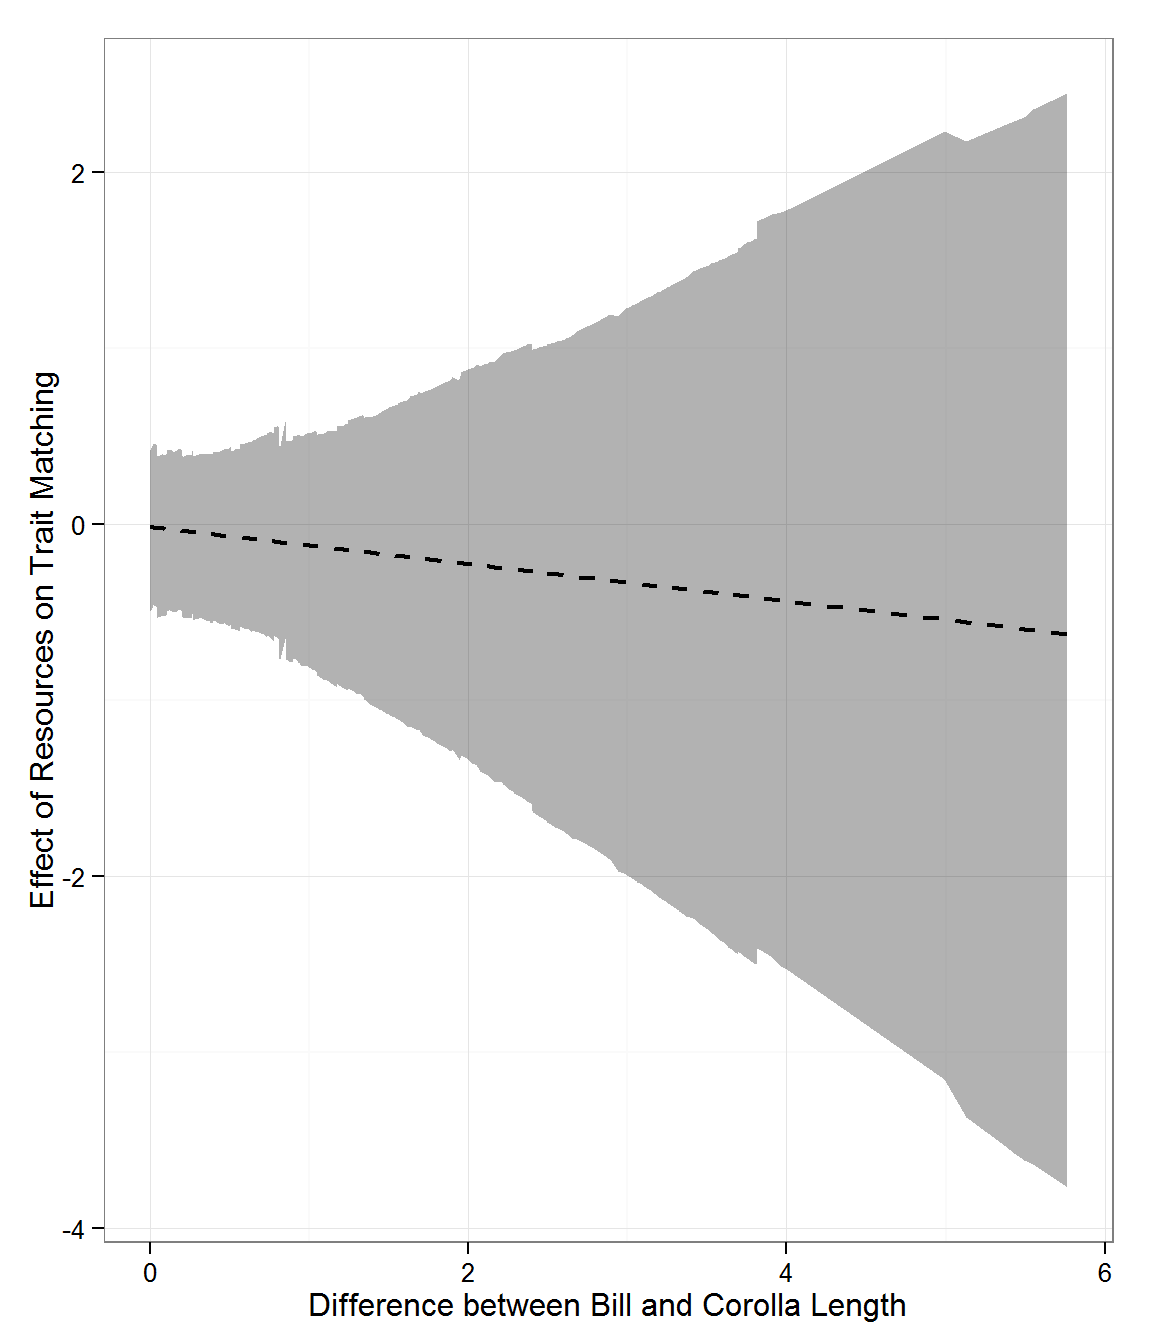 Effect of Resources on Trait Matching
2
0
-2
-4
0 2 4 6
Difference between Bill and Corolla Length